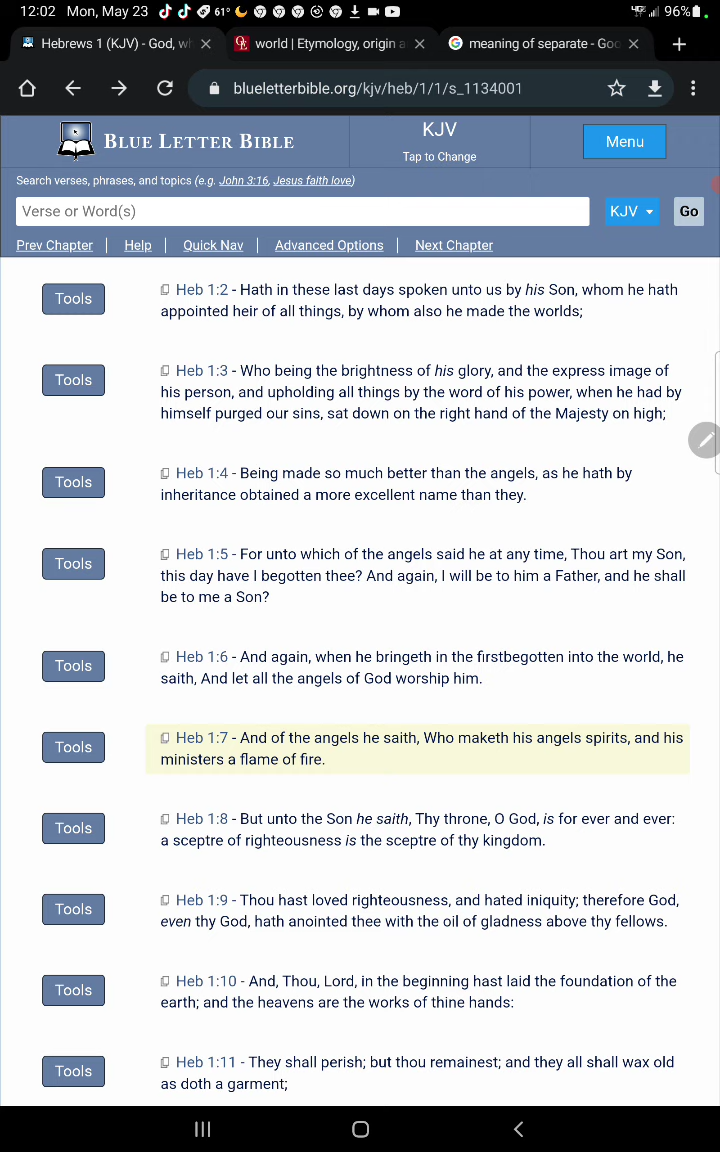 12:02 Mon, May 23 61° 96%
Hebrews 1 (KJV) - God, wh
world | Etymology, origin a
meaning of separate - Goo
blueletterbible.org/kjv/heb/1/1/s_1134001
BLUE LETTER BIBLE
KJV
Tap to Change
Menu
Search verses, phrases, and topics (e.g. John 3:16, Jesus faith love)
Verse or Word(s)
KJV
Go
Prev Chapter | Help | Quick Nav | Advanced Options | Next Chapter
Tools
Heb 1:2 - Hath in these last days spoken unto us by his Son, whom he hath
appointed heir of all things, by whom also he made the worlds;
Tools
Heb 1:3 - Who being the brightness of his glory, and the express image of
his person, and upholding all things by the word of his power, when he had by
himself purged our sins, sat down on the right hand of the Majesty on high;
Tools
Heb 1:4 - Being made so much better than the angels, as he hath by
inheritance obtained a more excellent name than they.
Tools
Heb 1:5 - For unto which of the angels said he at any time, Thou art my Son,
this day have I begotten thee? And again, I will be to him a Father, and he shall
be to me a Son?
Tools
Heb 1:6 - And again, when he bringeth in the firstbegotten into the world, he
saith, And let all the angels of God worship him.
Tools
Heb 1:7 - And of the angels he saith, Who maketh his angels spirits, and his
ministers a flame of fire.
Tools
Heb 1:8 - But unto the Son he saith, Thy throne, O God, is for ever and ever:
a sceptre of righteousness is the sceptre of thy kingdom.
Tools
Heb 1:9 - Thou hast loved righteousness, and hated iniquity; therefore God,
even thy God, hath anointed thee with the oil of gladness above thy fellows.
Tools
Heb 1:10 - And, Thou, Lord, in the beginning hast laid the foundation of the
earth; and the heavens are the works of thine hands:
Tools
Heb 1:11 - They shall perish; but thou remainest; and they all shall wax old
as doth a garment;